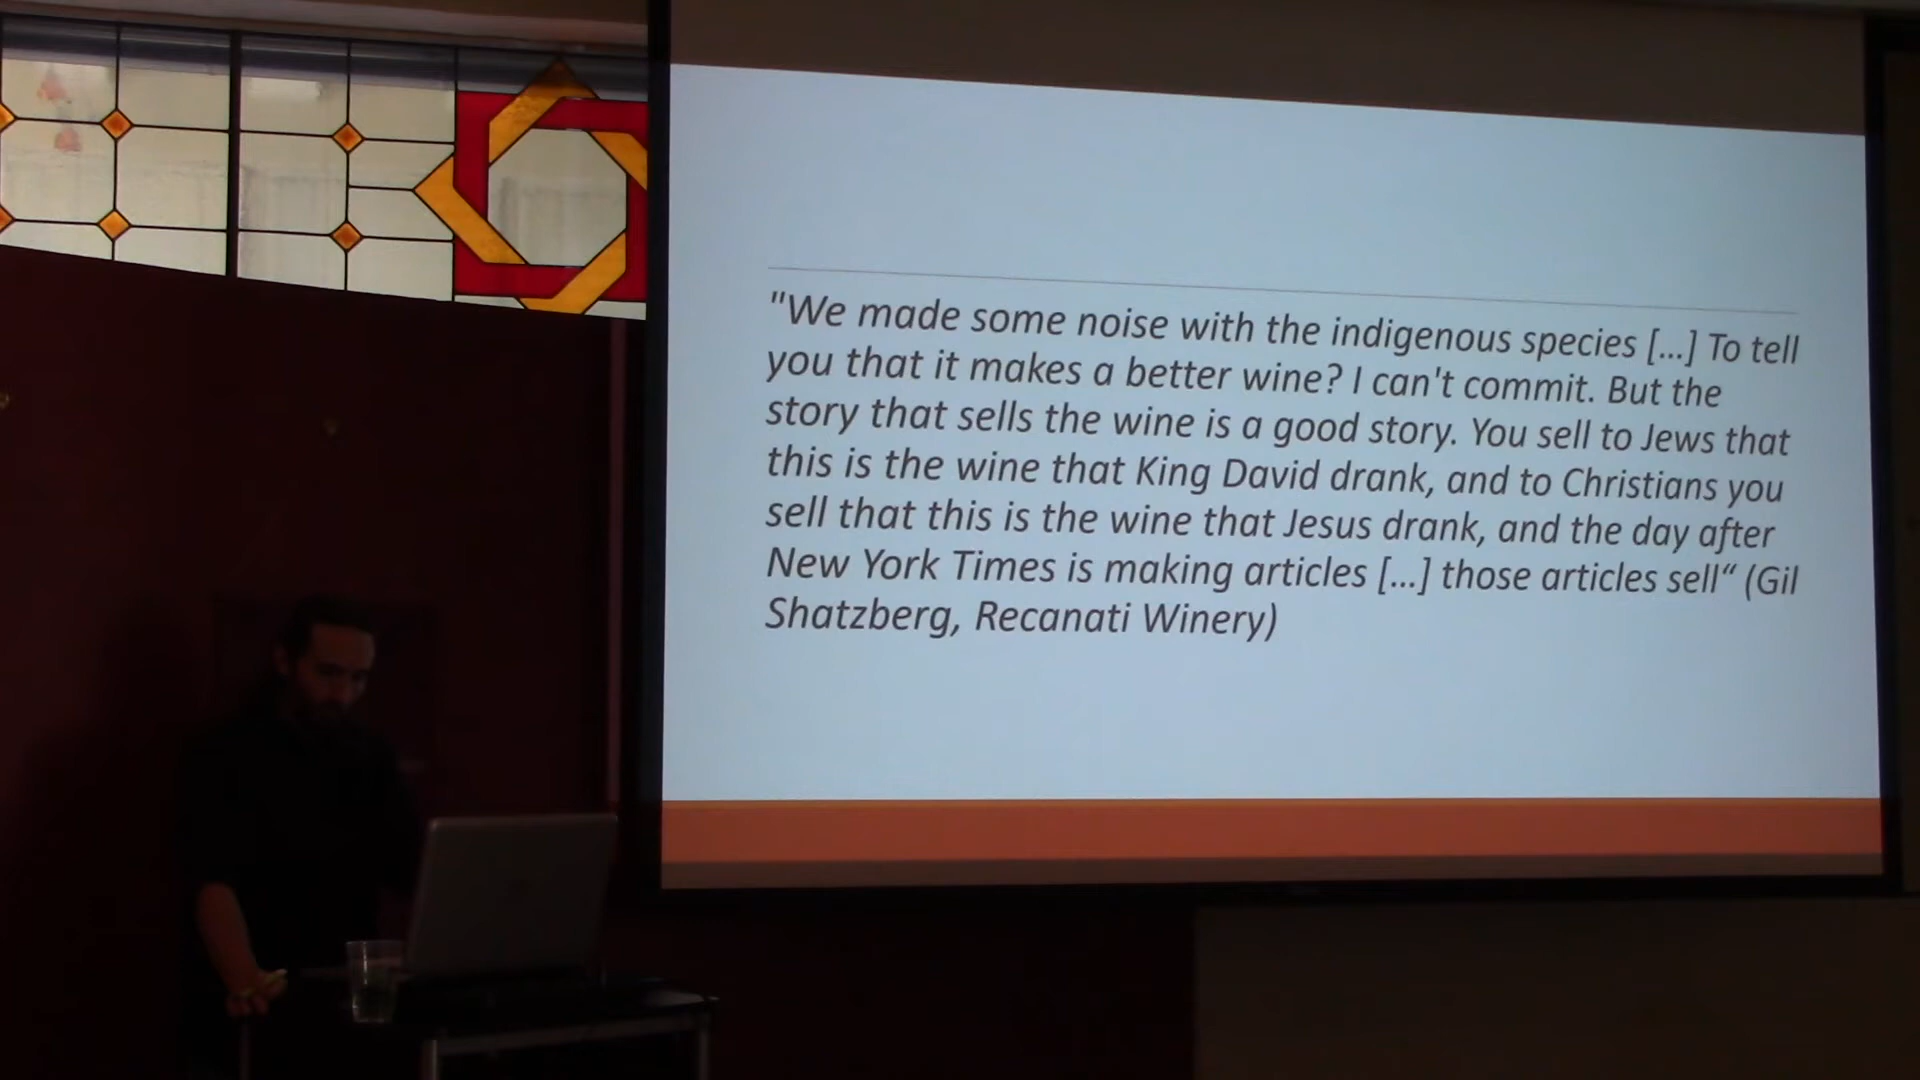 "We made some noise with the indigenous species [...] To tell
you that it makes a better wine? I can't commit. But the
story that sells the wine is a good story. You sell to Jews that
this is the wine that King David drank, and to Christians you
sell that this is the wine that Jesus drank, and the day after
New York Times is making articles [...] those articles sell“ (Gil
Shatzberg, Recanati Winery)